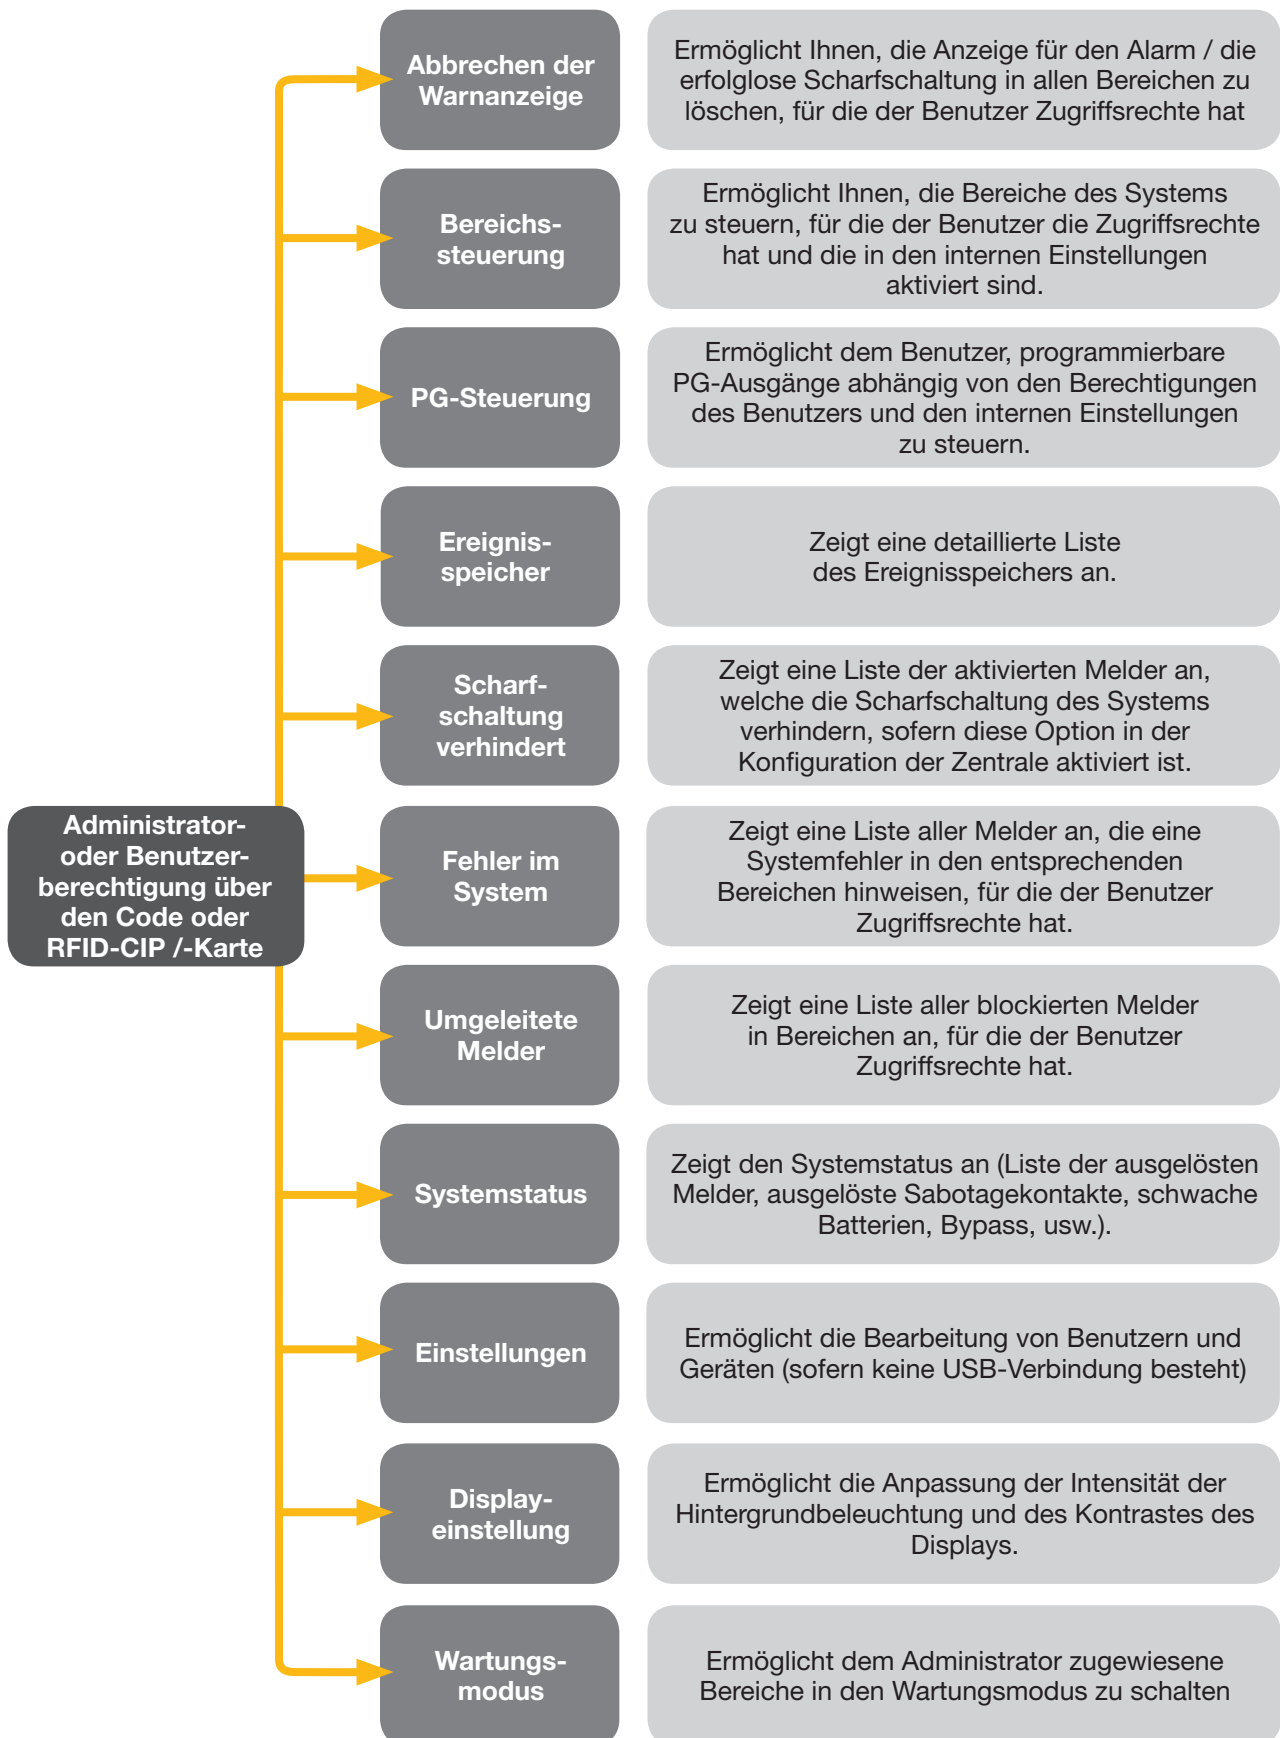 Abbrechen der
Warnanzeige
Ermöglicht Ihnen, die Anzeige für den Alarm / die
erfolglose Scharfschaltung in allen Bereichen zu
löschen, für die der Benutzer Zugriffsrechte hat
Bereichs-
steuerung
Ermöglicht Ihnen, die Bereiche des Systems
zu steuern, für die der Benutzer die Zugriffsrechte
hat und die in den internen Einstellungen
aktiviert sind.
PG-Steuerung
Ermöglicht dem Benutzer, programmierbare
PG-Ausgänge abhängig von den Berechtigungen
des Benutzers und den internen Einstellungen
zu steuern.
Ereignis-
speicher
Zeigt eine detaillierte Liste
des Ereignisspeichers an.
Scharf-
schaltung
verhindert
Zeigt eine Liste der aktivierten Melder an,
welche die Scharfschaltung des Systems
verhindern, sofern diese Option in der
Konfiguration der Zentrale aktiviert ist.
Administrator-
oder Benutzer-
berechtigung über
den Code oder
RFID-CIP /-Karte
Fehler im
System
Zeigt eine Liste aller Melder an, die eine
Systemfehler in den entsprechenden
Bereichen hinweisen, für die der Benutzer
Zugriffsrechte hat.
Umgeleitete
Melder
Zeigt eine Liste aller blockierten Melder
in Bereichen an, für die der Benutzer
Zugriffsrechte hat.
Systemstatus
Zeigt den Systemstatus an (Liste der ausgelösten
Melder, ausgelöste Sabotagekontakte, schwache
Batterien, Bypass, usw.).
Einstellungen
Ermöglicht die Bearbeitung von Benutzern und
Geräten (sofern keine USB-Verbindung besteht)
Display-
einstellung
Ermöglicht die Anpassung der Intensität der
Hintergrundbeleuchtung und des Kontrastes des
Displays.
Wartungs-
modus
Ermöglicht dem Administrator zugewiesene
Bereiche in den Wartungsmodus zu schalten